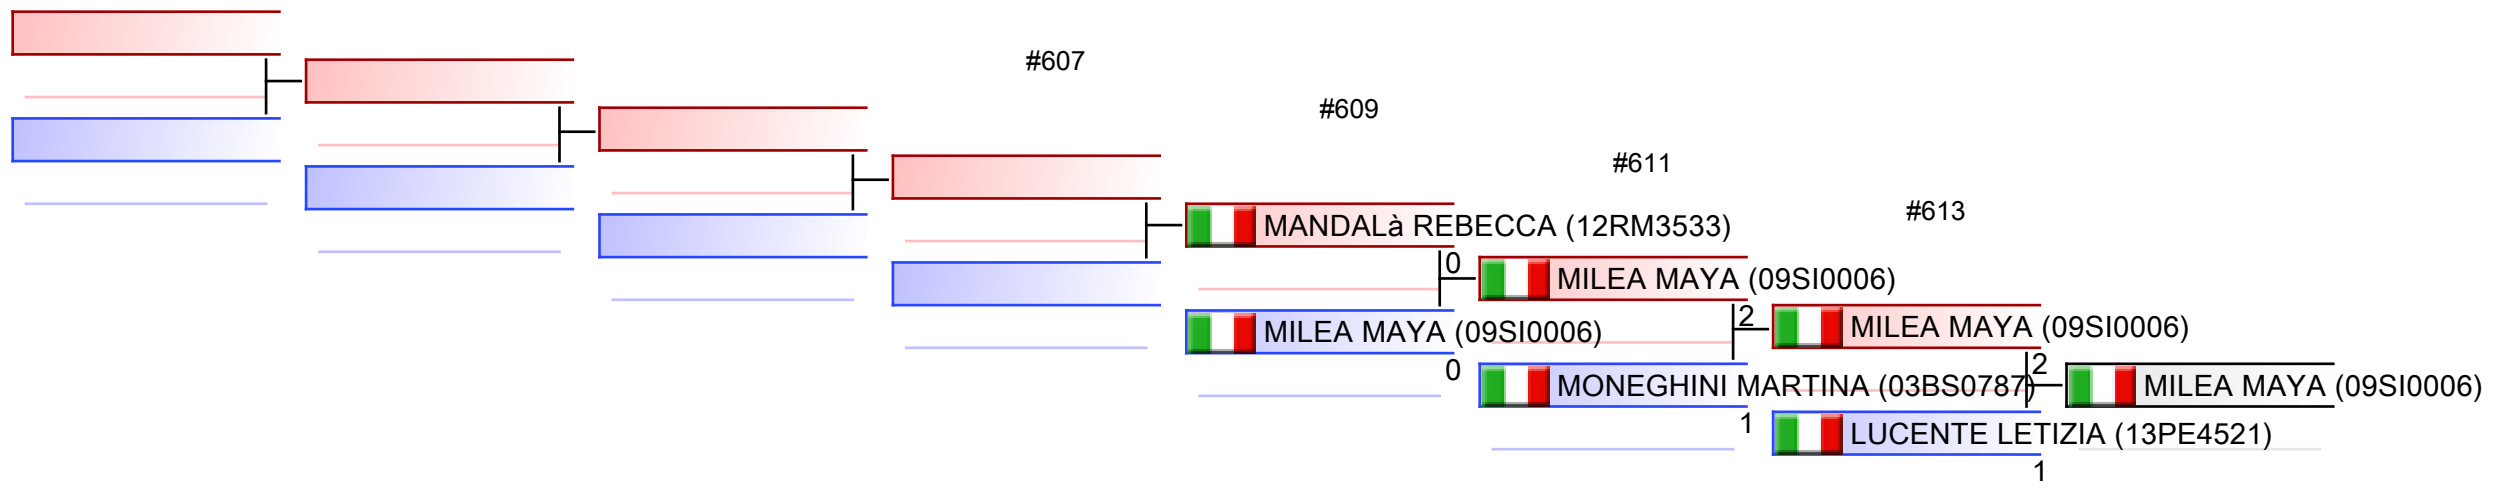 #607
#609
#611
#613
MANDALà REBECCA (12RM3533)
0
MILEA MAYA (09SI0006)
MILEA MAYA (09SI0006)
0
2
MILEA MAYA (09SI0006)
MONEGHINI MARTINA (03BS0787)
1
2
MILEA MAYA (09SI0006)
LUCENTE LETIZIA (13PE4521)
1